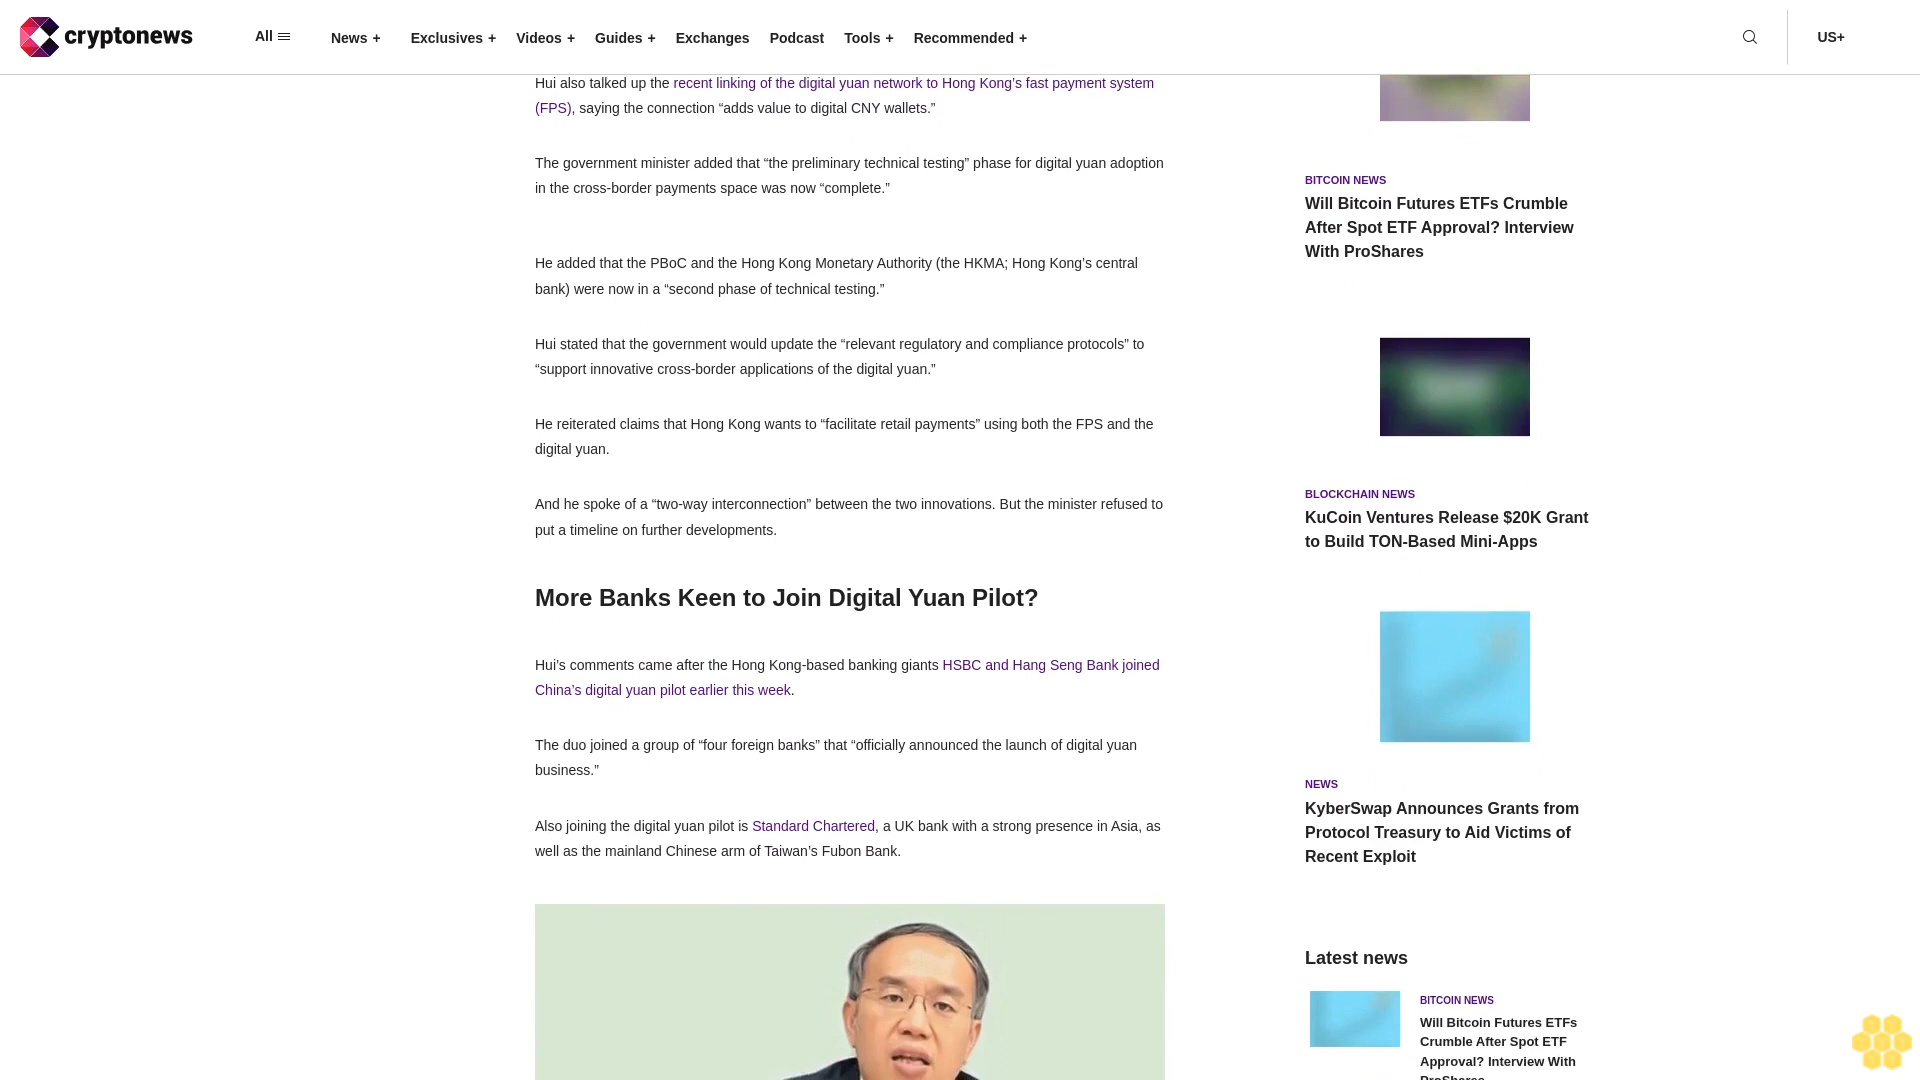 cryptonews
All
News +
Exclusives +
Videos +
Guides +
Exchanges
Podcast
Tools +
Recommended +
US+
Hui also talked up the recent linking of the digital yuan network to Hong Kong’s fast payment system
(FPS), saying the connection “adds value to digital CNY wallets.”
The government minister added that “the preliminary technical testing” phase for digital yuan adoption
in the cross-border payments space was now “complete.”
He added that the PBoC and the Hong Kong Monetary Authority (the HKMA; Hong Kong’s central
bank) were now in a “second phase of technical testing.”
Hui stated that the government would update the “relevant regulatory and compliance protocols” to
“support innovative cross-border applications of the digital yuan.”
He reiterated claims that Hong Kong wants to “facilitate retail payments” using both the FPS and the
digital yuan.
And he spoke of a “two-way interconnection” between the two innovations. But the minister refused to
put a timeline on further developments.
More Banks Keen to Join Digital Yuan Pilot?
Hui’s comments came after the Hong Kong-based banking giants HSBC and Hang Seng Bank joined
China’s digital yuan pilot earlier this week.
The duo joined a group of “four foreign banks” that “officially announced the launch of digital yuan
business.”
Also joining the digital yuan pilot is Standard Chartered, a UK bank with a strong presence in Asia, as
well as the mainland Chinese arm of Taiwan’s Fubon Bank.
BITCOIN NEWS
Will Bitcoin Futures ETFs Crumble
After Spot ETF Approval? Interview
With ProShares
BLOCKCHAIN NEWS
KuCoin Ventures Release $20K Grant
to Build TON-Based Mini-Apps
NEWS
KyberSwap Announces Grants from
Protocol Treasury to Aid Victims of
Recent Exploit
Latest news
BITCOIN NEWS
Will Bitcoin Futures ETFs
Crumble After Spot ETF
Approval? Interview With
ProShares